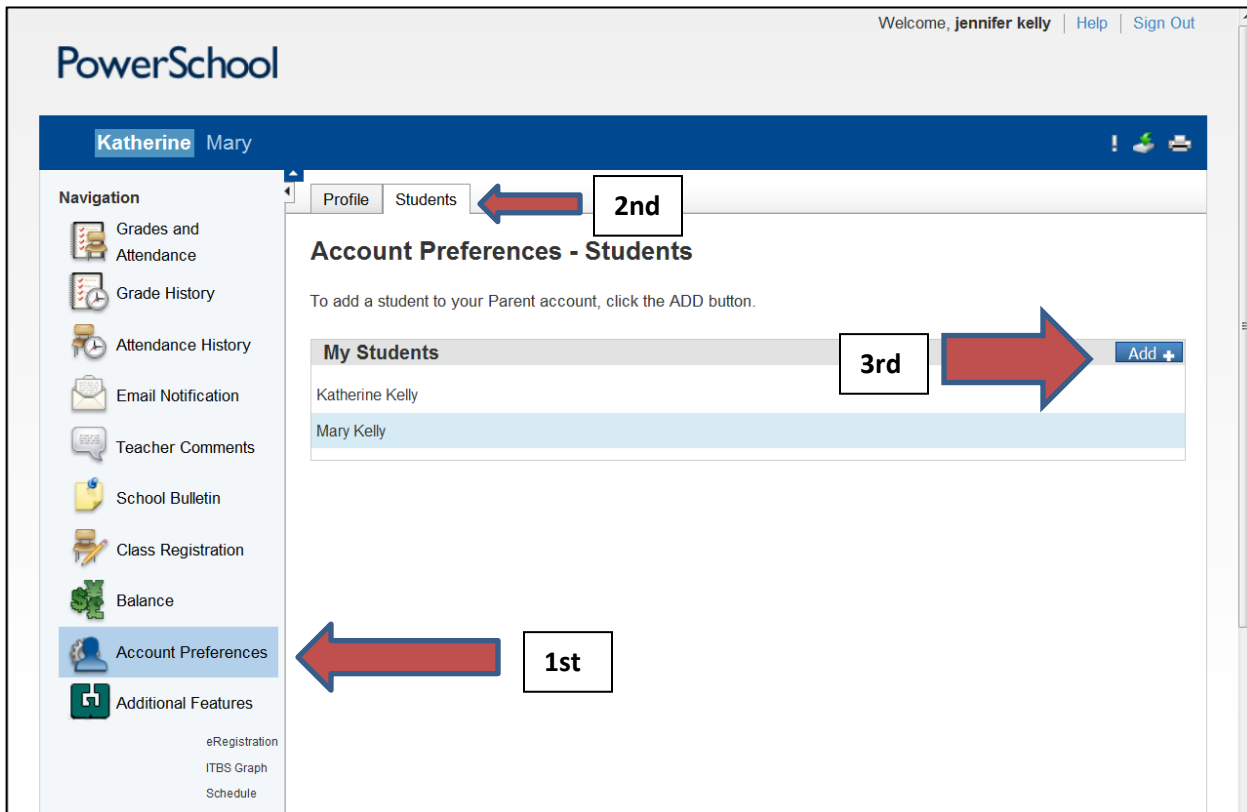 Welcome, jennifer kelly | Help | Sign Out
PowerSchool
Katherine Mary
!
Navigation
Grades and
Attendance
Grade History
Attendance History
Email Notification
Teacher Comments
School Bulletin
Class Registration
Balance
Account Preferences
Additional Features
eRegistration
ITBS Graph
Schedule
Profile Students
2nd
Account Preferences - Students
To add a student to your Parent account, click the ADD button.
My Students
3rd
Add +
Katherine Kelly
Mary Kelly
1st